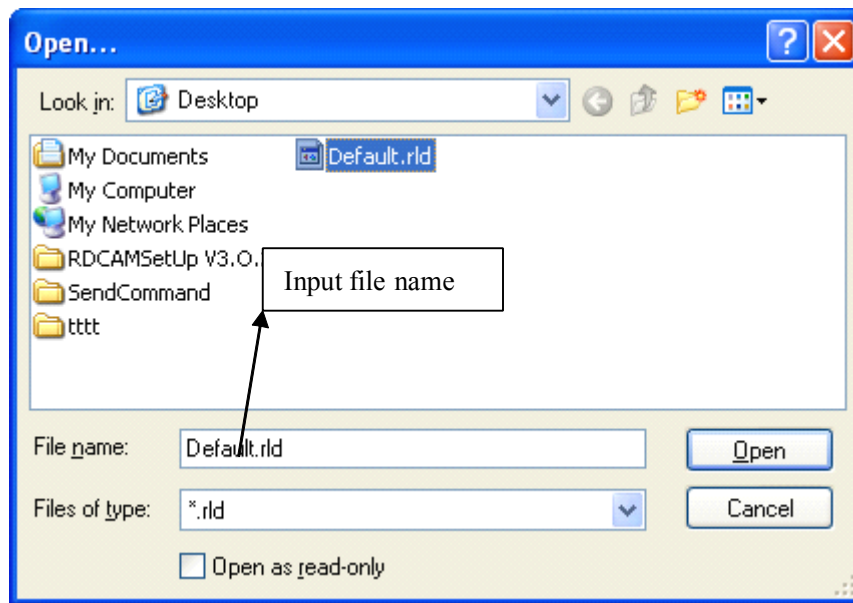 Open...
Look in: Desktop
My Documents
Default.rld
My Computer
My Network Places
RDCAMSetUp V3.0.
SendCommand
tttt
Input file name
File name: Default.rld
Open
Files of type: *.rld
Cancel
Open as read-only